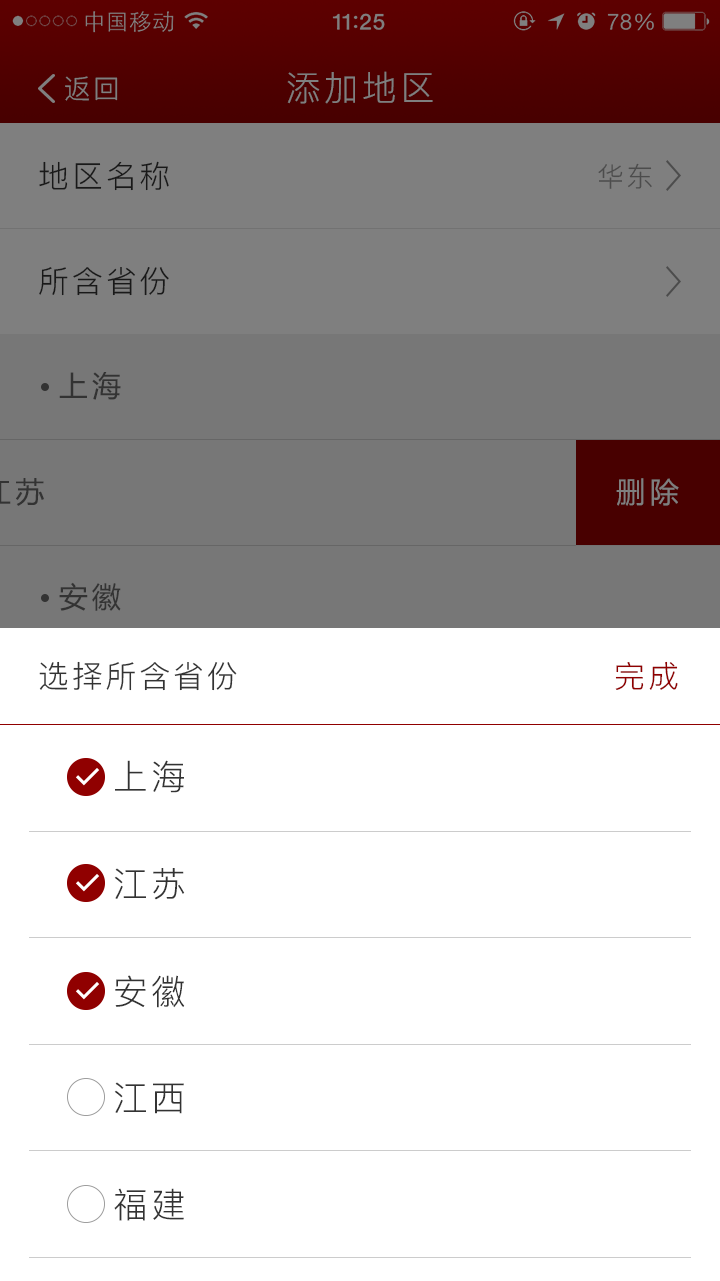 中国移动 11:25 78%
返回 添加地区
地区名称 华东
所含省份
•上海
江苏 删除
•安徽
选择所含省份 完成
上海
江苏
安徽
江西
福建